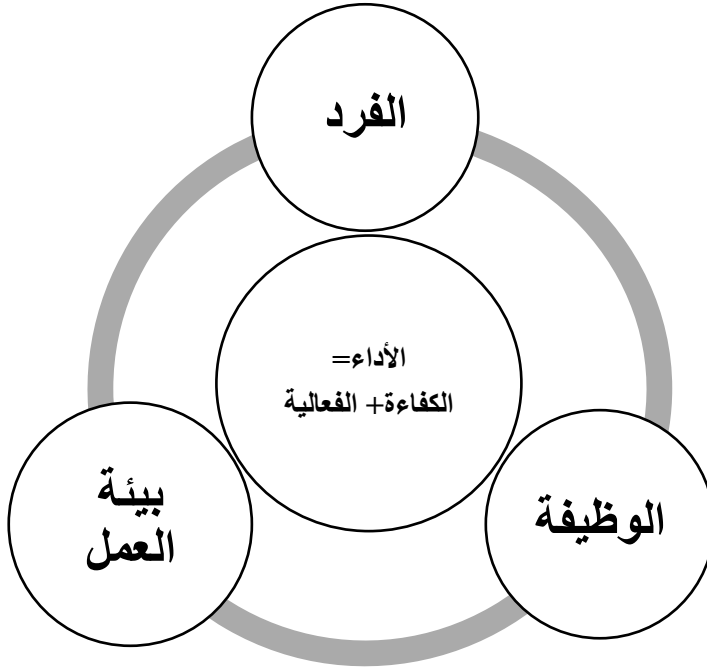 الفرد
الأداء=
الكفاءة+ الفعالية
بيئة
العمل
الوظيفة